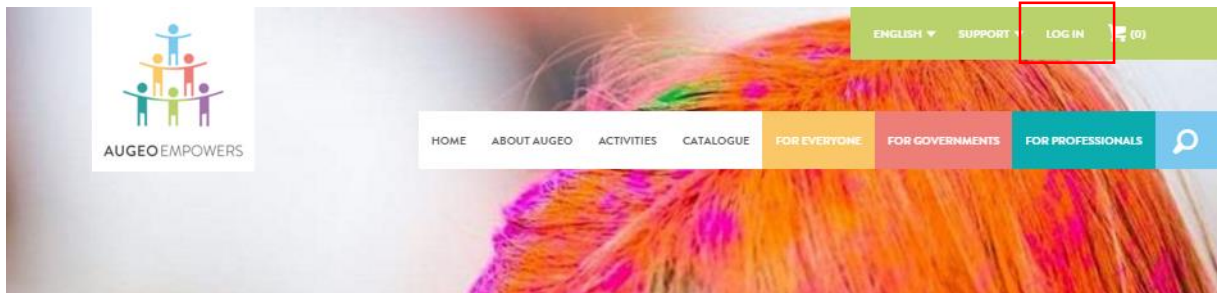 ENGLISH SUPPORT LOG IN (0)
AUGEO EMPOWERS
HOME ABOUT AUGEO ACTIVITIES CATALOGUE FOR EVERYONE FOR GOVERNMENTS FOR PROFESSIONALS